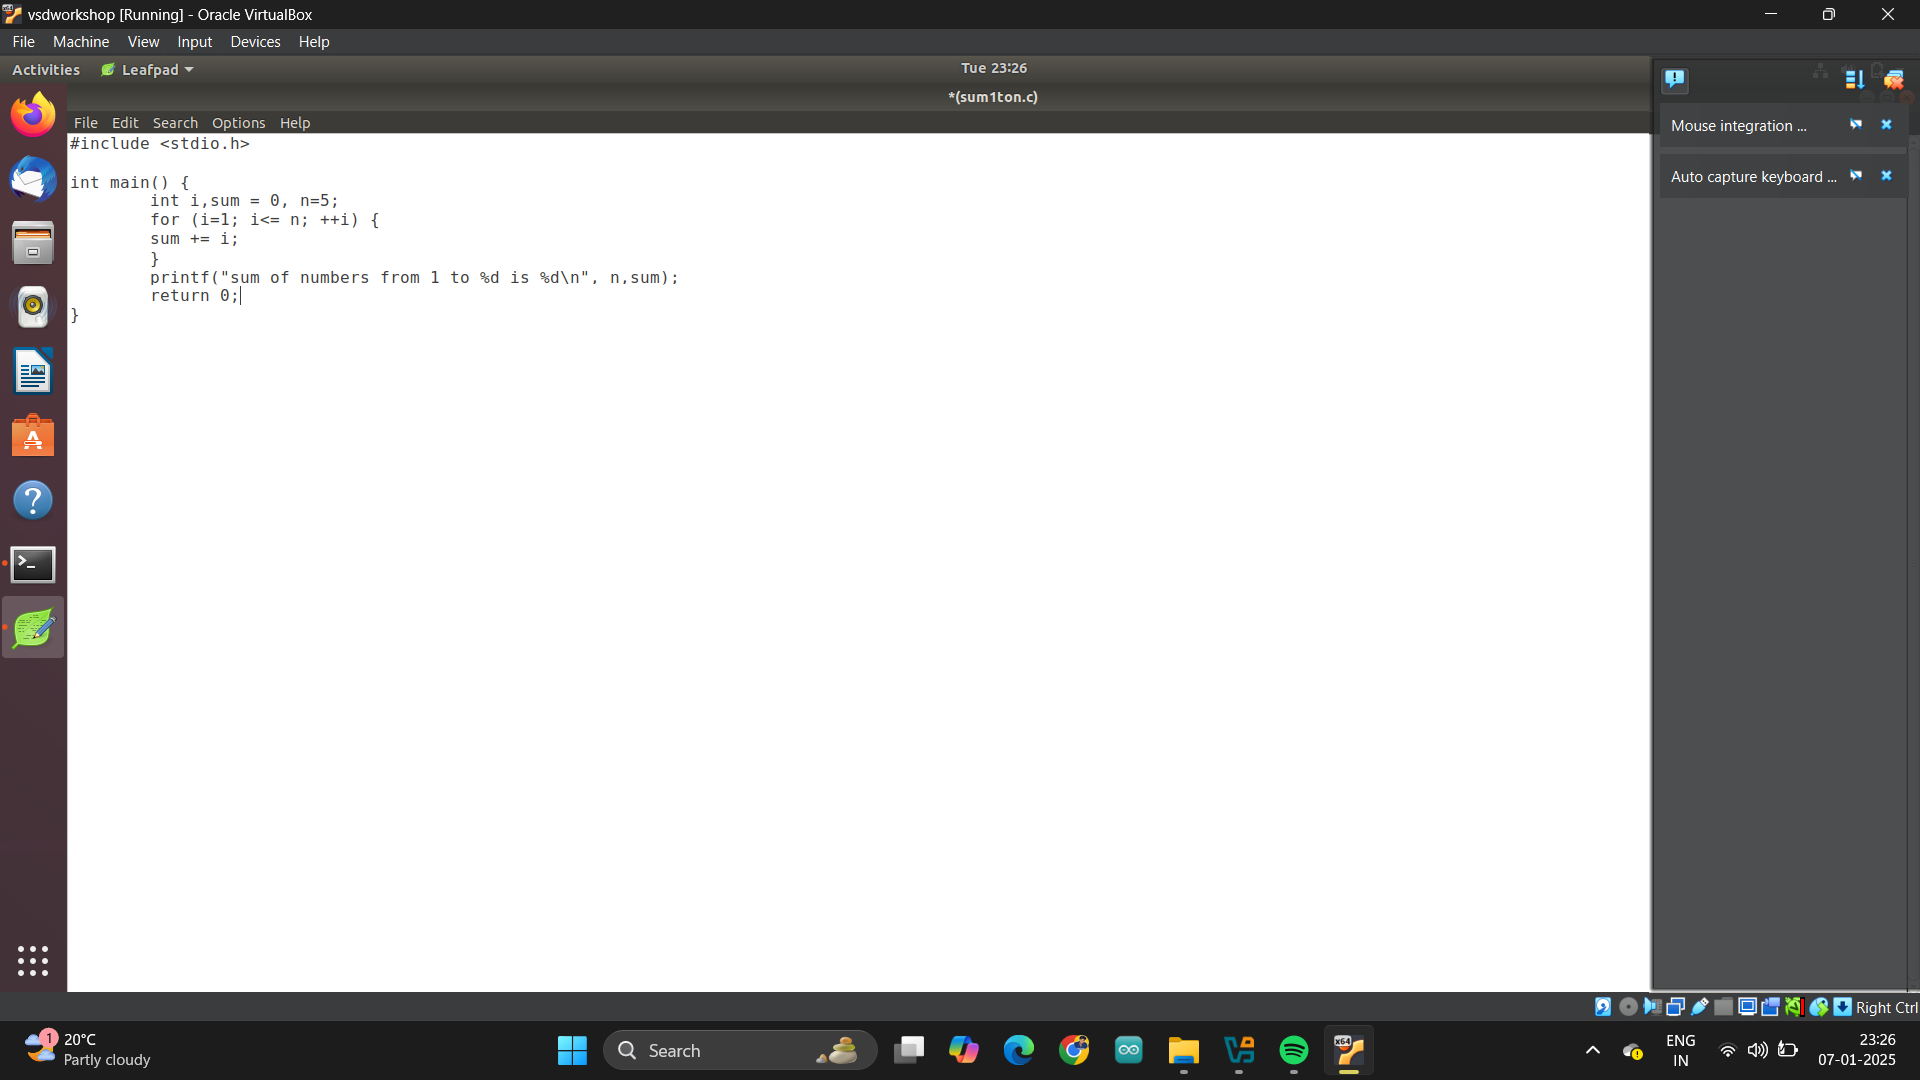 vsdworkshop [Running] - Oracle VirtualBox
File Machine View Input Devices Help
Activities Leafpad Tue 23:26
*(sum1ton.c)
File Edit Search Options Help
#include <stdio.h>
int main() {
int i,sum = 0, n=5;
for (i=1; i<= n; ++i) {
sum += i;
}
printf("sum of numbers from 1 to %d is %d\n", n,sum);
return 0;
}
Mouse integration ...
Auto capture keyboard ...
Right Ctrl
1
20°C
Partly cloudy
Search
ENG
IN
23:26
07-01-2025